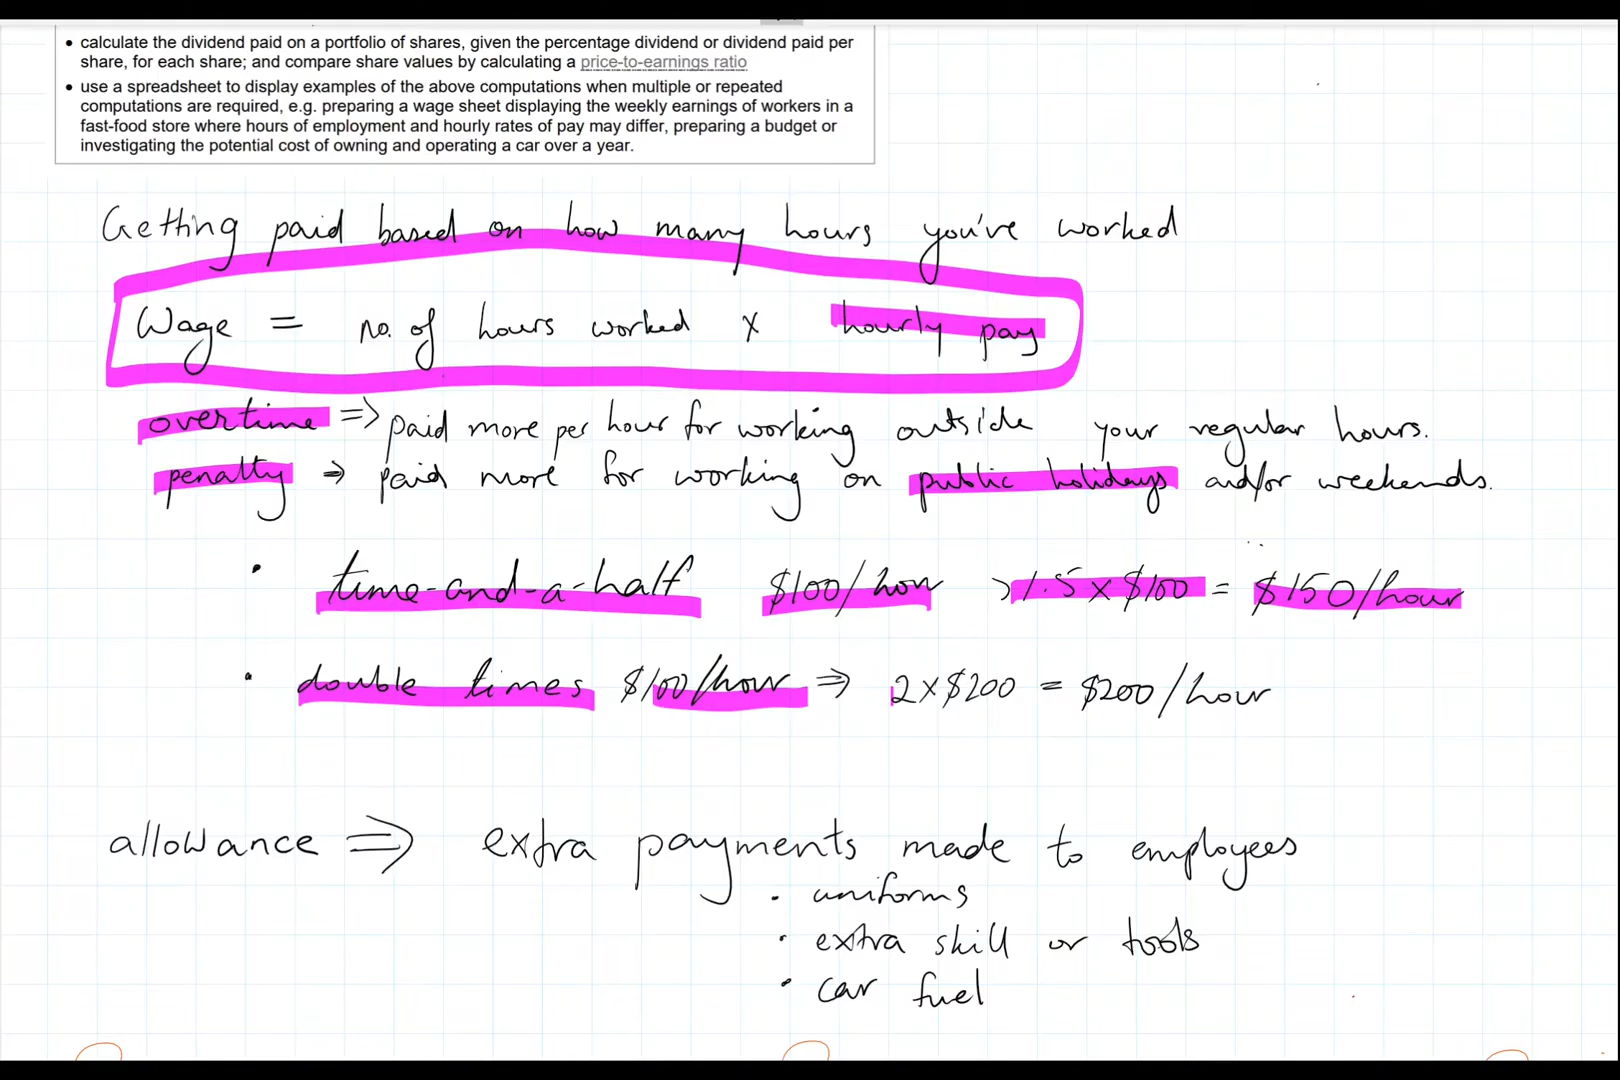 • calculate the dividend paid on a portfolio of shares, given the percentage dividend or dividend paid per
share, for each share; and compare share values by calculating a price-to-earnings ratio
• use a spreadsheet to display examples of the above computations when multiple or repeated
computations are required, e.g. preparing a wage sheet displaying the weekly earnings of workers in a
fast-food store where hours of employment and hourly rates of pay may differ, preparing a budget or
investigating the potential cost of owning and operating a car over a year.
Getting paid based on how many hours you've worked
Wage = no. of hours worked x hourly pay
overtime => paid more per hour for working outside your regular hours.
penalty → paid more for working on public holidays and/or weekends.
• time-and-a-half $100/hour > 1.5 x $100 = $150/hour
• double times $100/hour => 2 x $200 = $200/hour
allowance => extra payments made to employees
• uniforms
• extra skill or tools
• car fuel